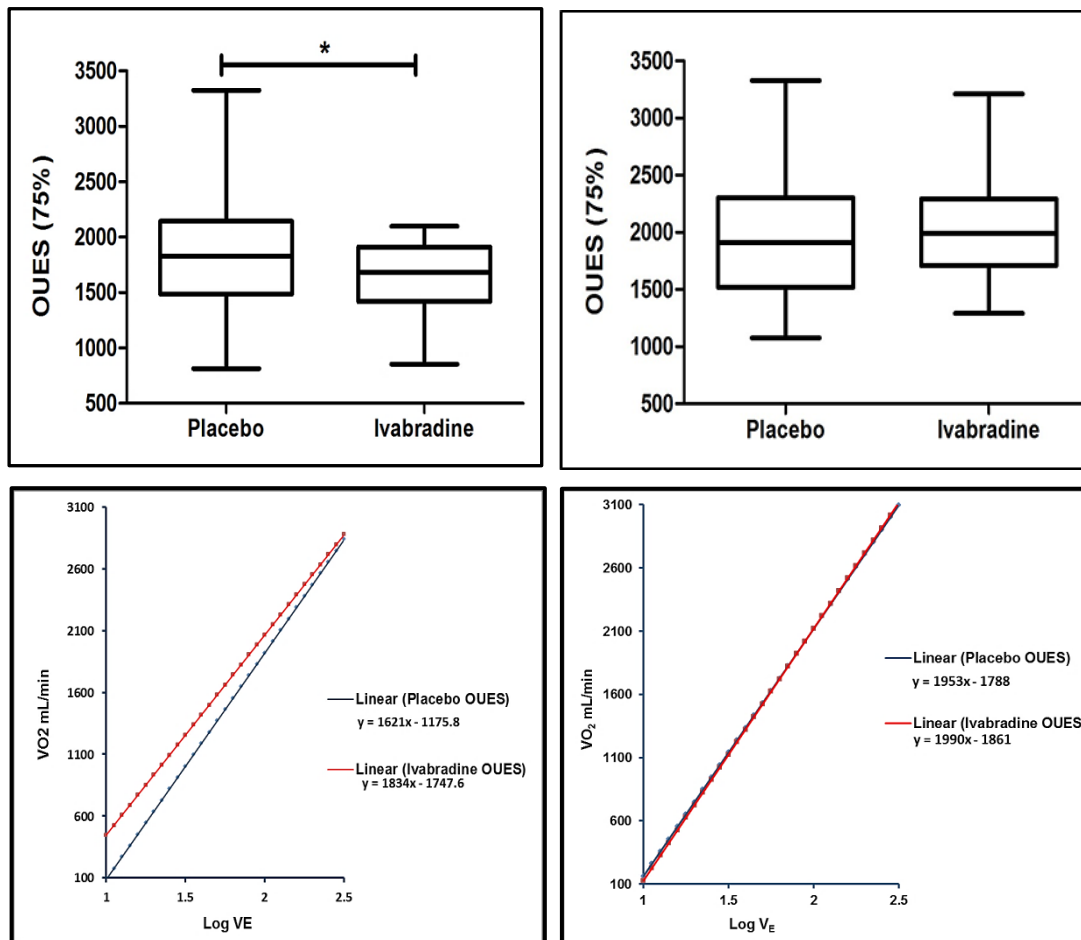 *
3500
3000
2500
2000
1500
1000
500
OUES (75%)
Placebo Ivabradine
3500
3000
2500
2000
1500
1000
500
OUES (75%)
Placebo Ivabradine
3100
2600
2100
1600
1100
600
100
VO2 mL/min
1 1.5 2 2.5
Log VE
Linear (Placebo OUES)
y = 1621x - 1175.8
Linear (Ivabradine OUES)
y = 1834x - 1747.6
3100
2600
2100
1600
1100
600
100
VO₂ mL/min
1 1.5 2 2.5
Log VE
Linear (Placebo OUES)
y = 1953x - 1788
Linear (Ivabradine OUES
y = 1990x - 1861